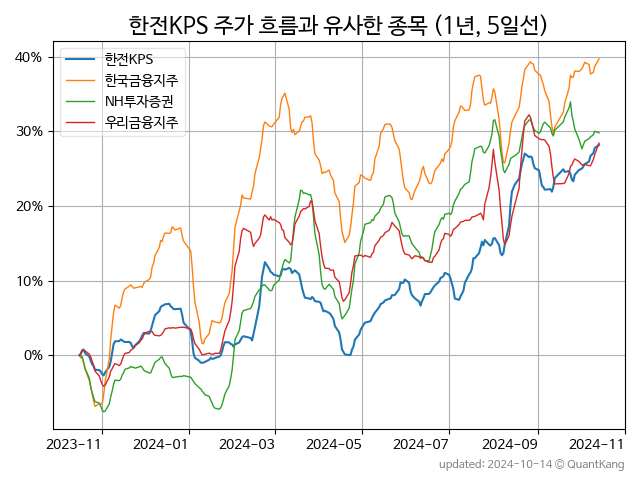 한전KPS 주가 흐름과 유사한 종목 (1년, 5일선)
한전KPS
한국금융지주
NH투자증권
우리금융지주
40%
30%
20%
10%
0%
2023-11 2024-01 2024-03 2024-05 2024-07 2024-09 2024-11
updated: 2024-10-14 © QuantKang